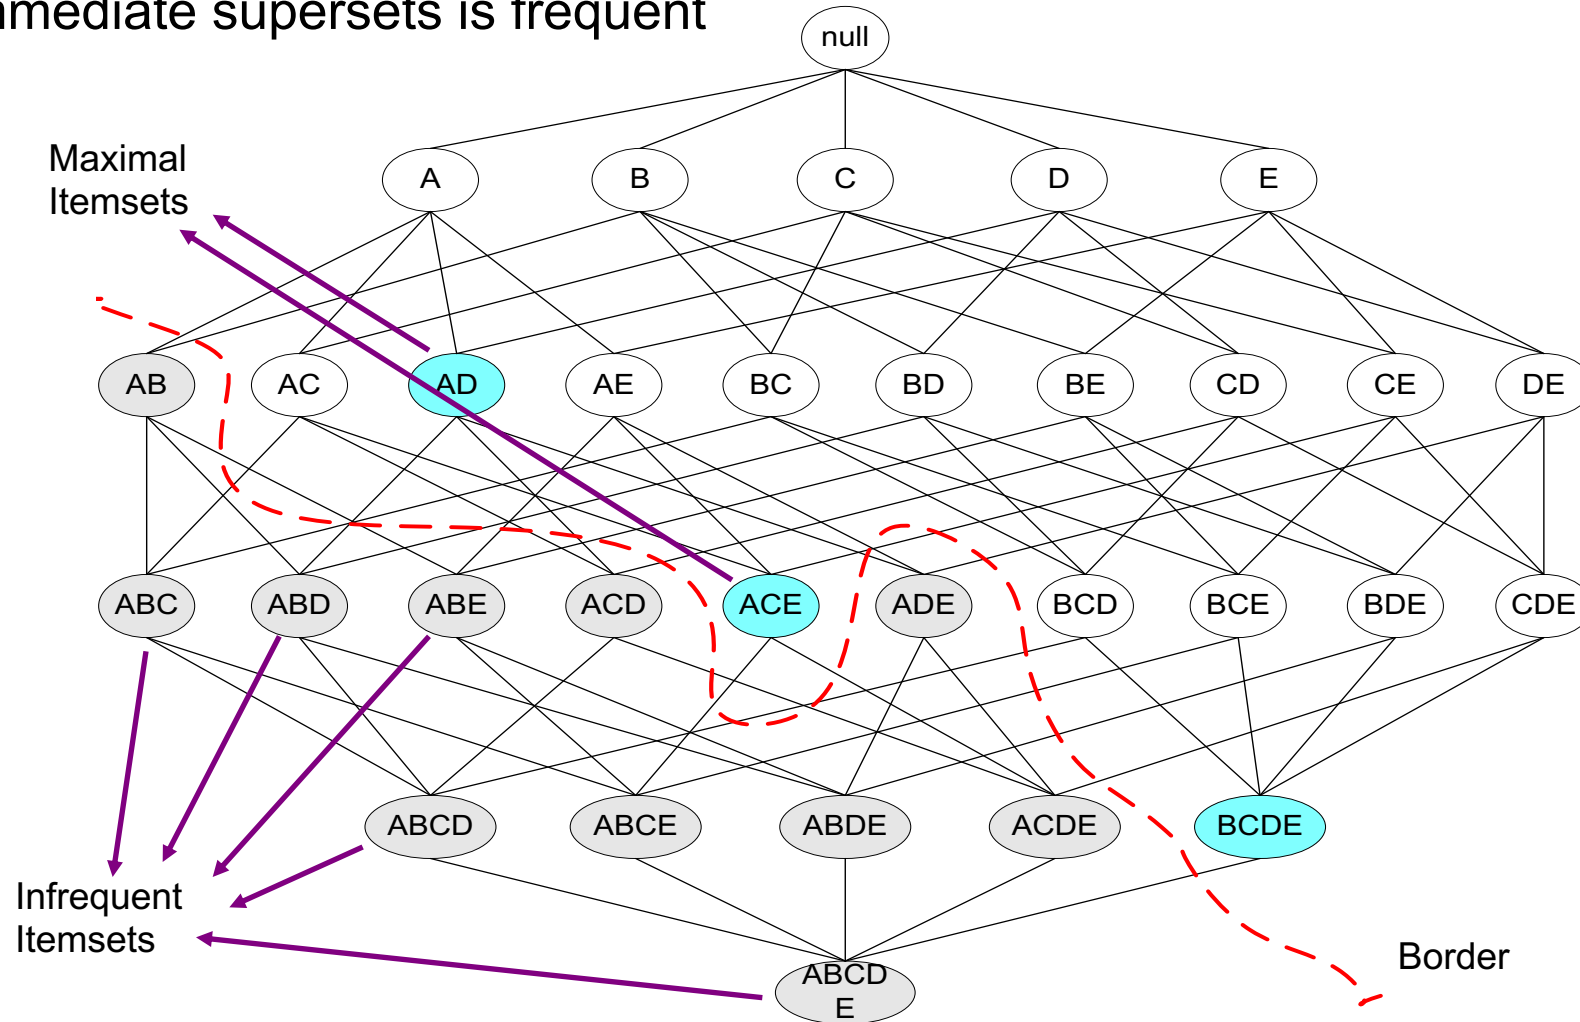 immediate supersets is frequent
null
Maximal
Itemsets
A B C D E
AB AC AD AE BC BD BE CD CE DE
ABC ABD ABE ACD ACE ADE BCD BCE BDE CDE
ABCD ABCE ABDE ACDE BCDE
Infrequent
Itemsets
Border
ABCD
E